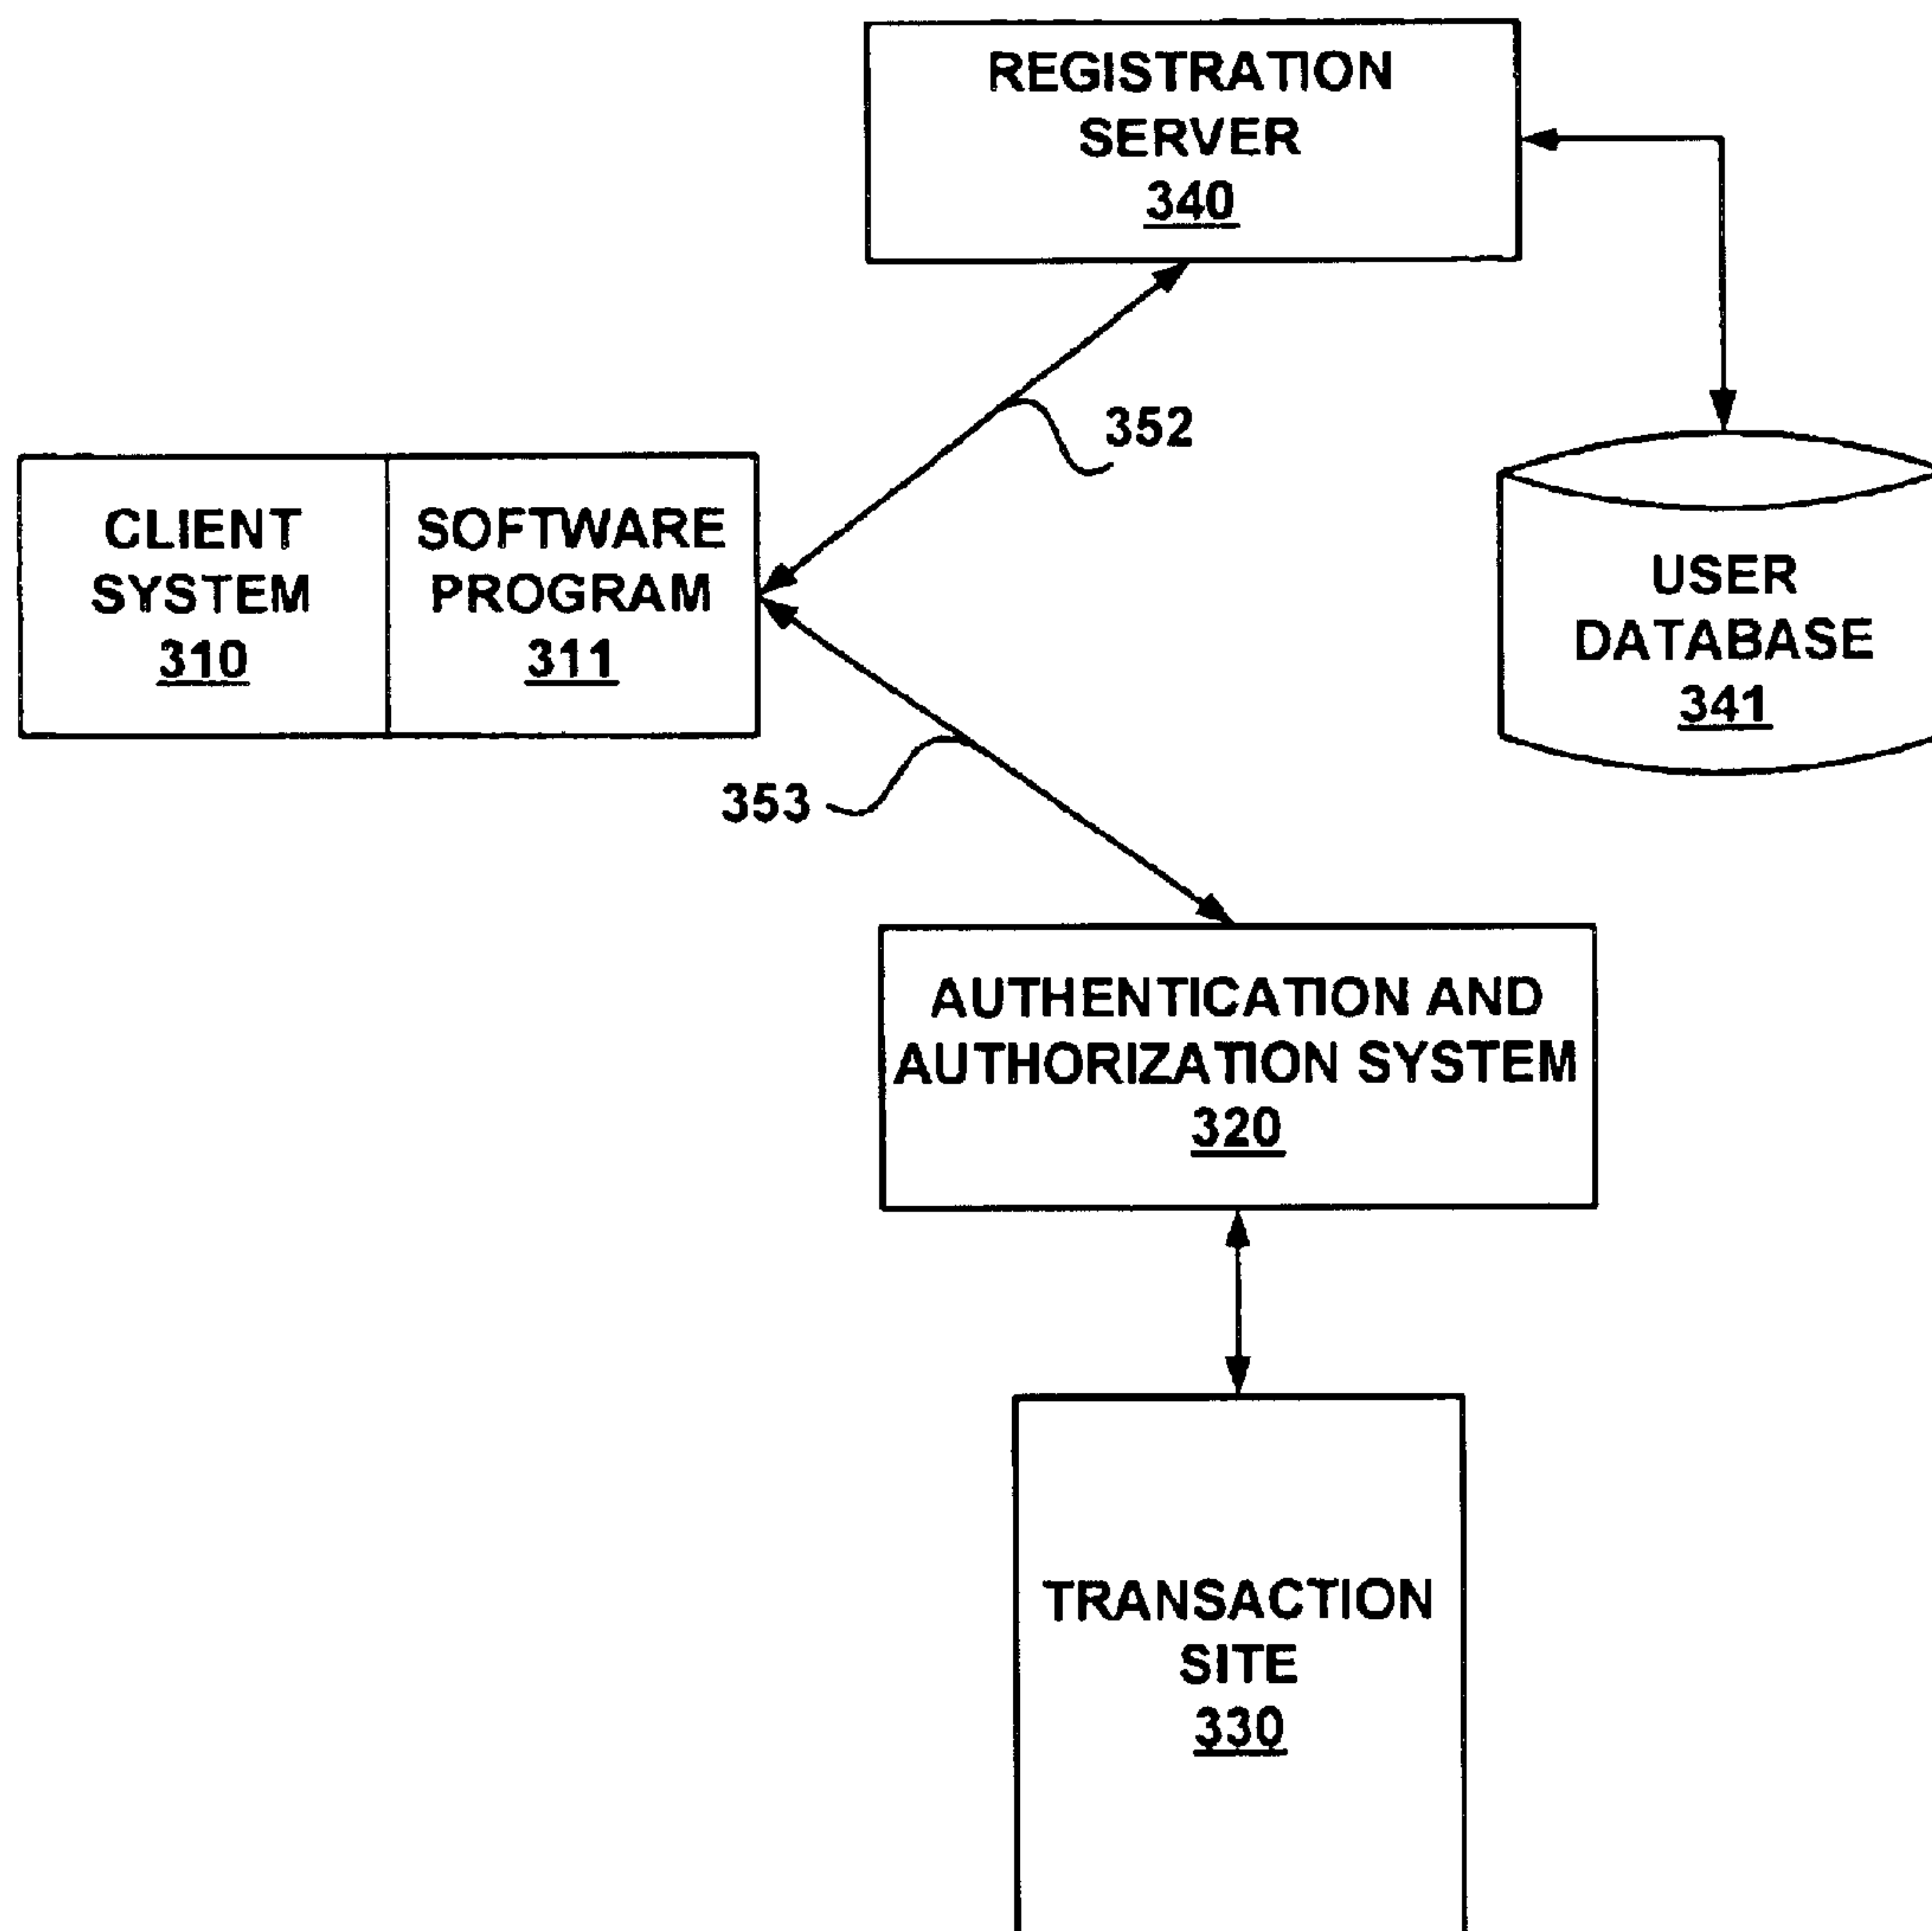 REGISTRATION
SERVER
340
352
CLIENT
SYSTEM
310
SOFTWARE
PROGRAM
311
USER
DATABASE
341
353
AUTHENTICATION AND
AUTHORIZATION SYSTEM
320
TRANSACTION
SITE
330